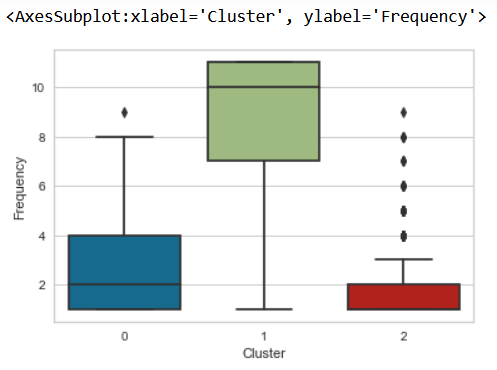 <AxesSubplot:xlabel='Cluster', ylabel='Frequency'>
10
8
6
4
2
Frequency
0 1 2
Cluster